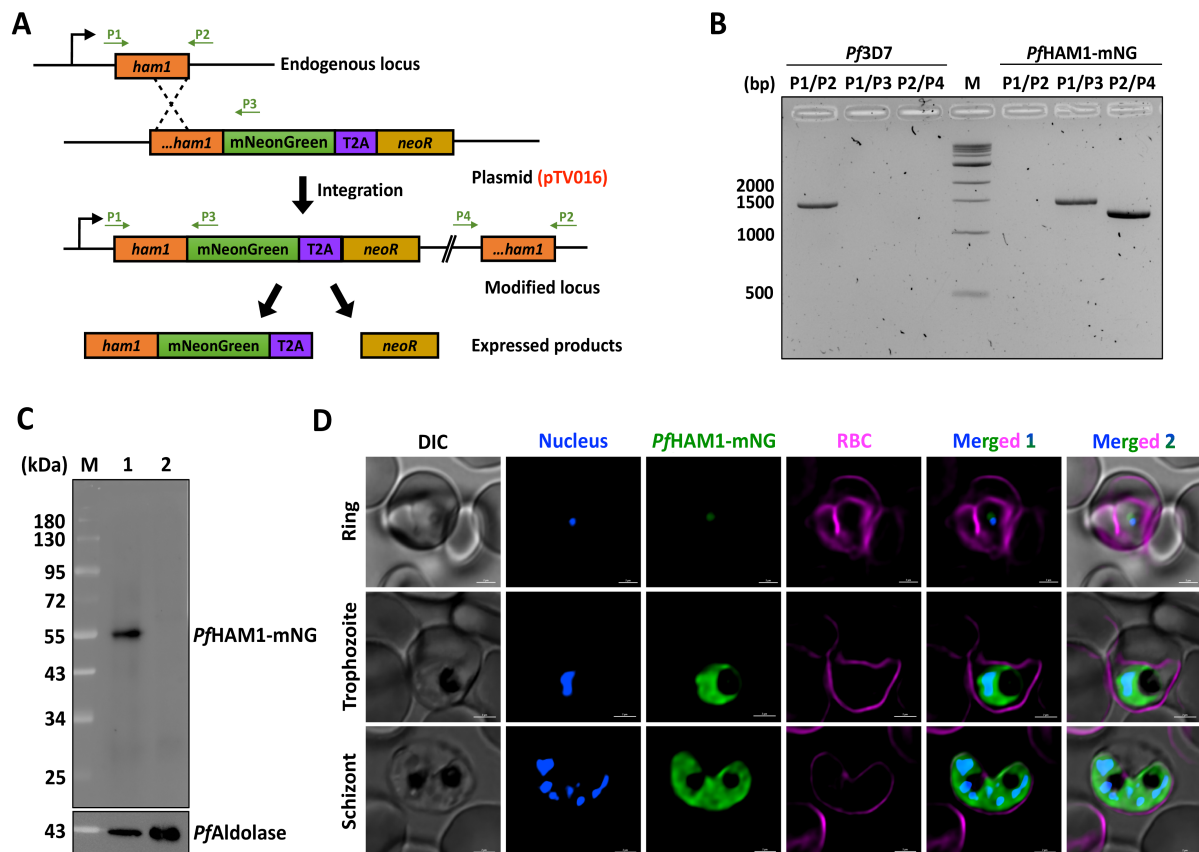 A
P1
P2
ham1
Endogenous locus
P3
...ham1 mNeonGreen T2A neoR
Integration
Plasmid (pTV016)
P1
P3
P4
P2
ham1 mNeonGreen T2A neoR
...ham1
Modified locus
ham1 mNeonGreen T2A
neoR
Expressed products
B
Pf3D7
PfHAM1-mNG
(bp) P1/P2 P1/P3 P2/P4 M P1/P2 P1/P3 P2/P4
2000
1500
1000
500
C
(kDa) M 1 2
180
130
95
72
55
PfHAM1-mNG
43
34
25
43
PfAldolase
D
DIC Nucleus PfHAM1-mNG RBC Merged 1 Merged 2
Ring
Trophozoite
Schizont